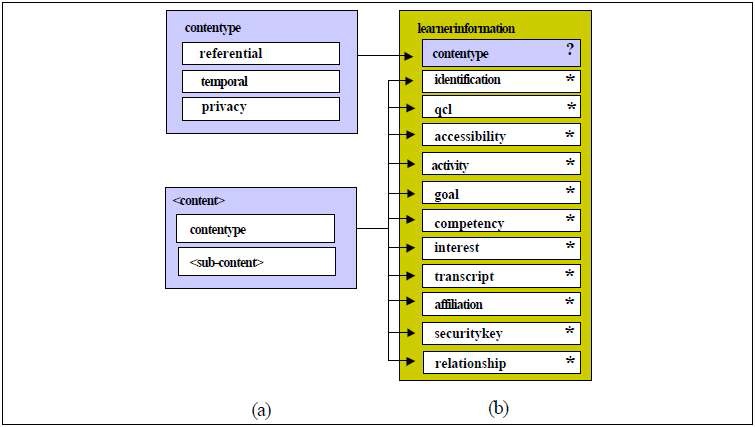 contentype
referential
temporal
privacy
<content>
contentype
<sub-content>
(a)
learnerinformation
contentype ?
identification *
qcl *
accessibility *
activity *
goal *
competency *
interest *
transcript *
affiliation *
securitykey *
relationship *
(b)